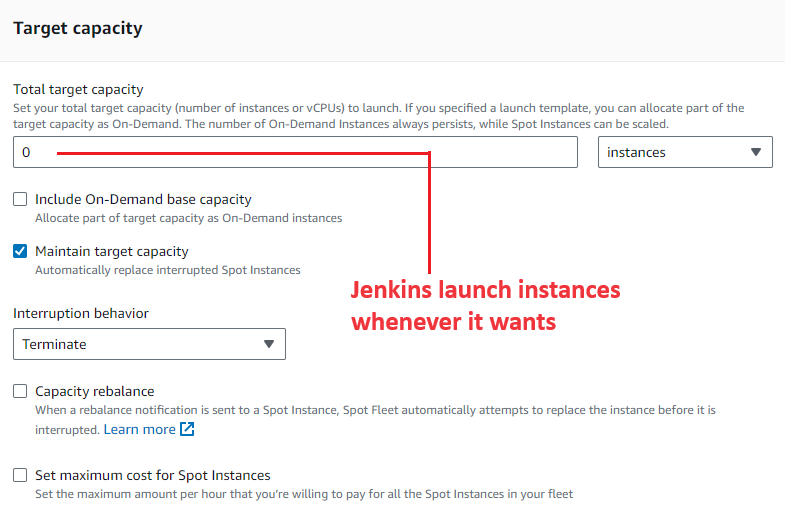 Target capacity
Total target capacity
Set your total target capacity (number of instances or vCPUs) to launch. If you specified a launch template, you can allocate part of the
target capacity as On-Demand. The number of On-Demand Instances always persists, while Spot Instances can be scaled.
0
instances
Include On-Demand base capacity
Allocate part of target capacity as On-Demand instances
Maintain target capacity
Automatically replace interrupted Spot Instances
Jenkins launch instances
whenever it wants
Interruption behavior
Terminate
Capacity rebalance
When a rebalance notification is sent to a Spot Instance, Spot Fleet automatically attempts to replace the instance before it is
interrupted. Learn more
Set maximum cost for Spot Instances
Set the maximum amount per hour that you're willing to pay for all the Spot Instances in your fleet